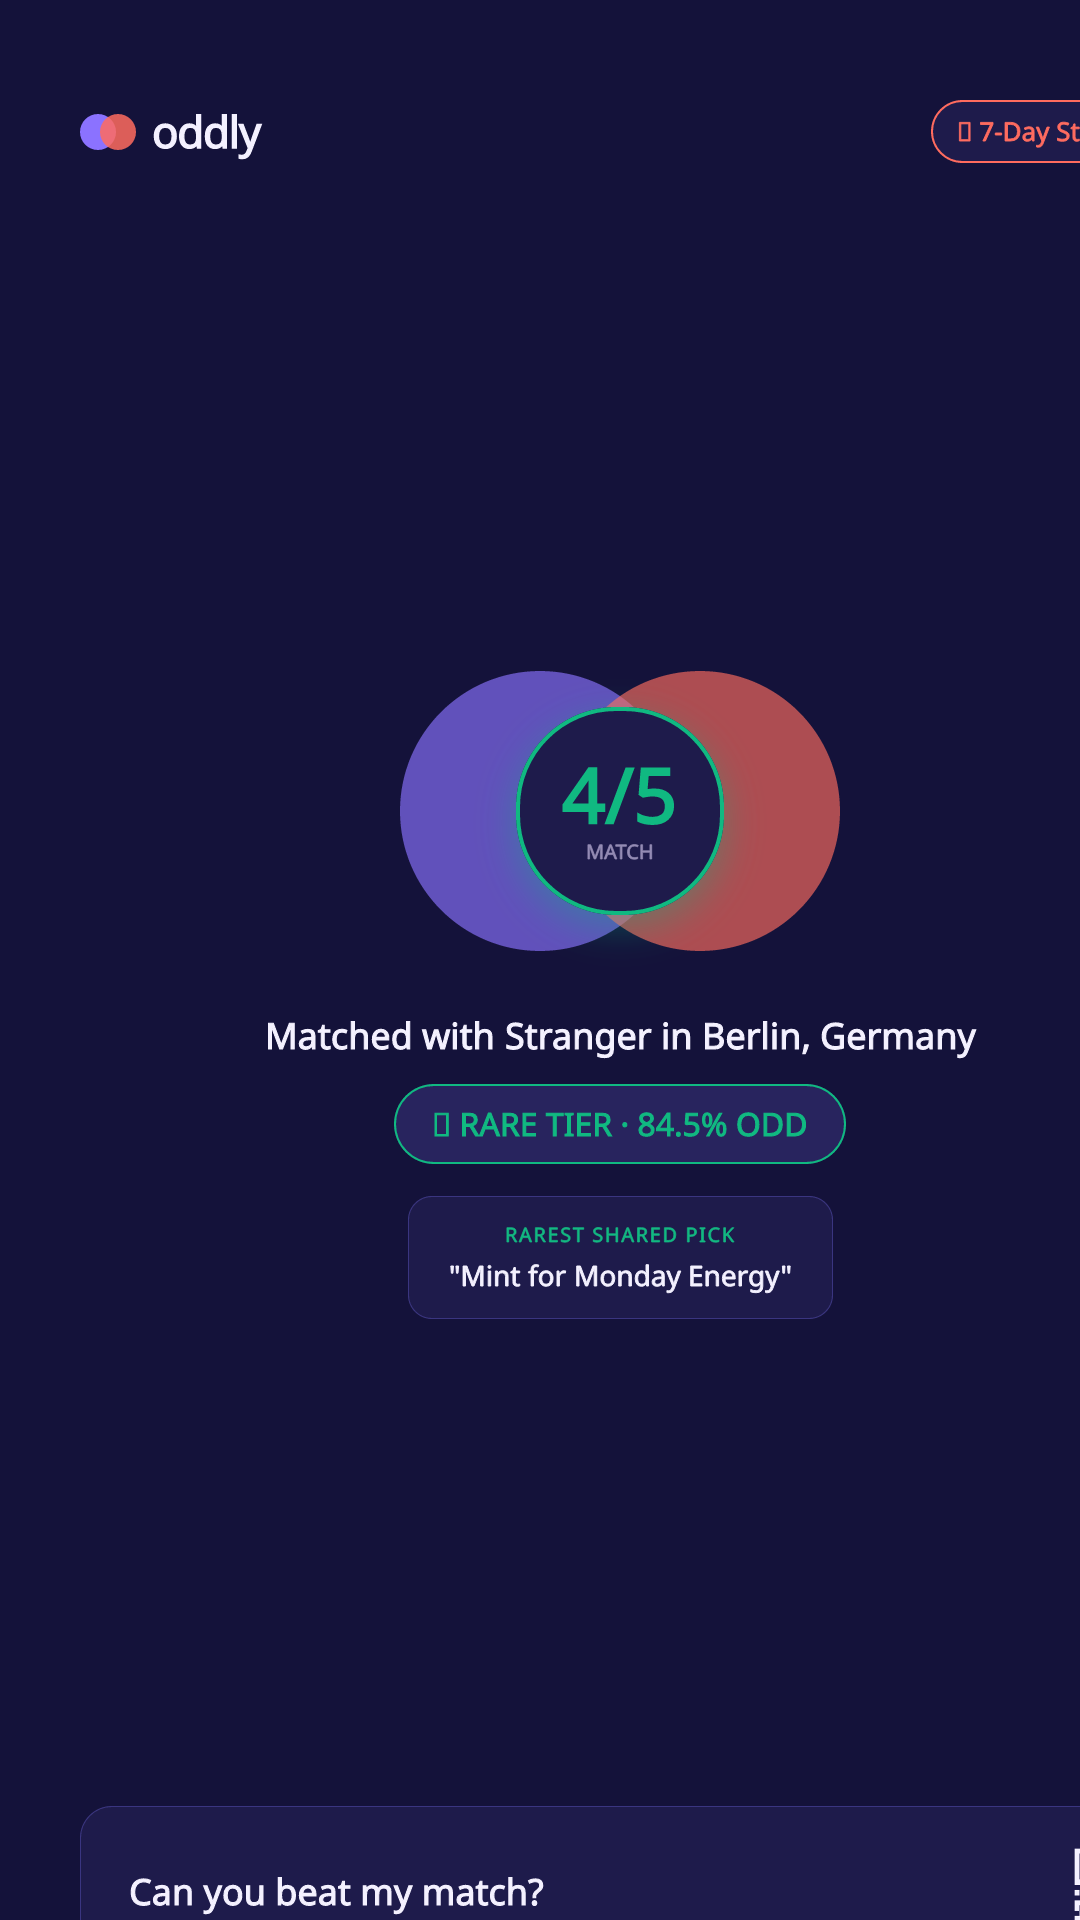 oddly
7-Day St
4/5
MATCH
Matched with Stranger in Berlin, Germany
RARE TIER · 84.5% ODD
RAREST SHARED PICK
"Mint for Monday Energy"
Can you beat my match?